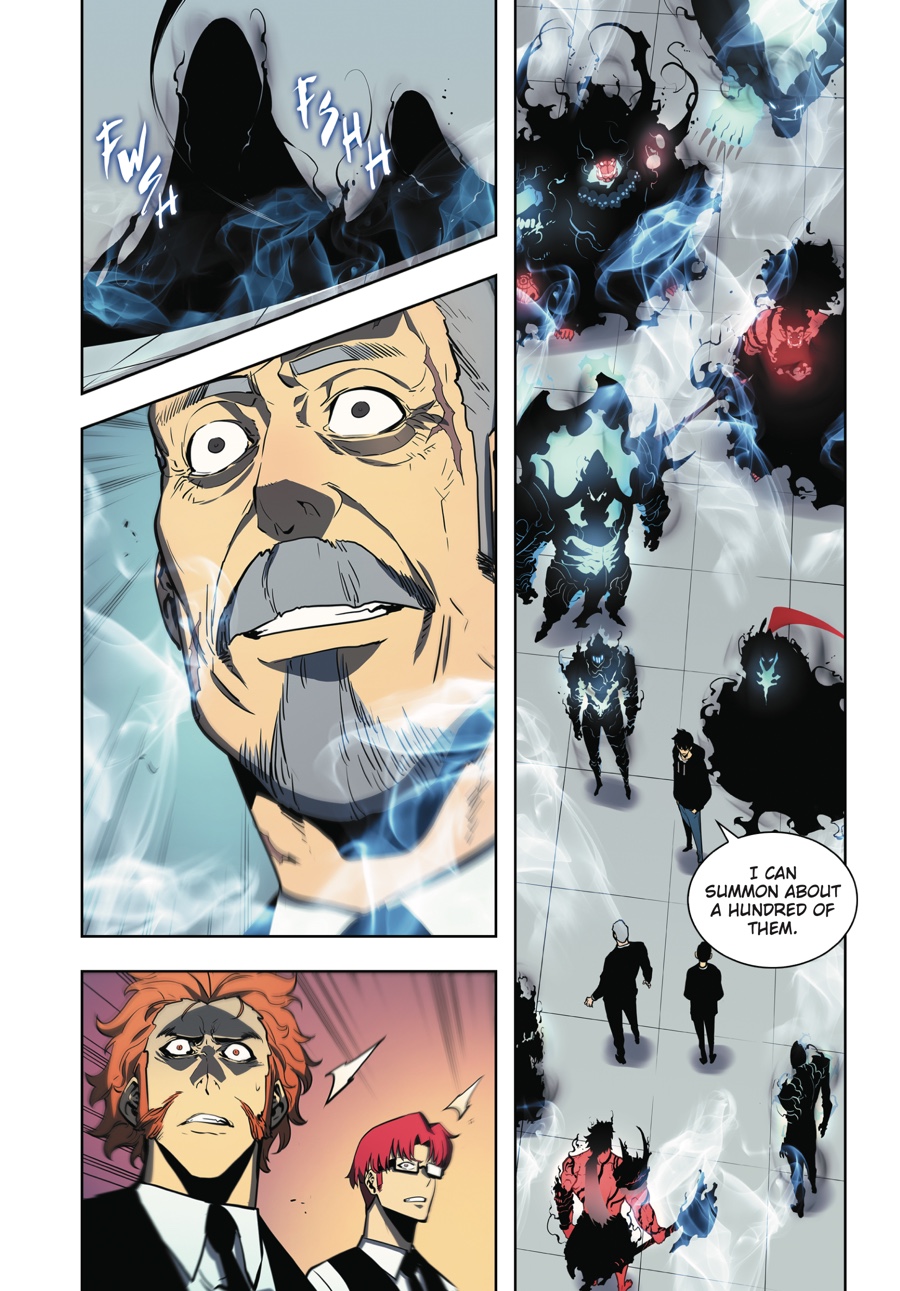 FWSH
FSHH
I CAN
SUMMON ABOUT
A HUNDRED OF
THEM.